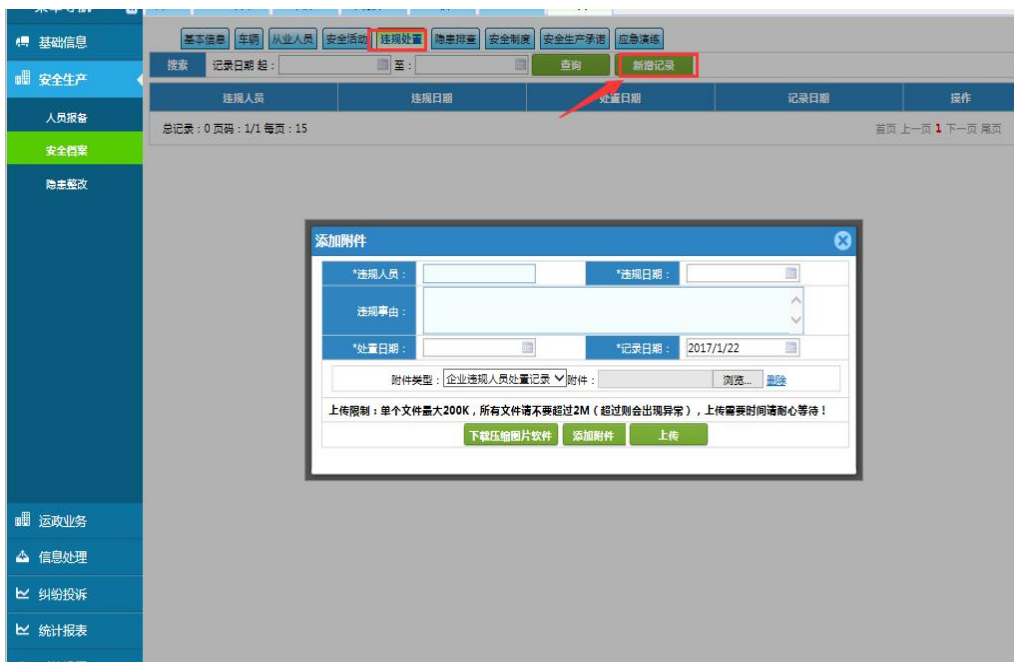 基础信息
安全生产
人员报备
安全档案
隐患整改
运政业务
信息处理
纠纷投诉
统计报表
基本信息 车辆 从业人员 安全活动 违规处置 隐患排查 安全制度 安全生产承诺 应急演练
搜索 记录日期 起： 至： 查询 新增记录
违规人员 违规日期 处置日期 记录日期 操作
总记录：0 页码：1/1 每页：15 首页 上一页 1 下一页 尾页
添加附件
*违规人员： *违规日期：
违规事由：
*处置日期： *记录日期： 2017/1/22
附件类型： 企业违规人员处置记录 附件： 浏览... 删除
上传限制：单个文件最大200K，所有文件请不要超过2M（超过则会出现异常），上传需要时间请耐心等待！
下载压缩图片软件 添加附件 上传